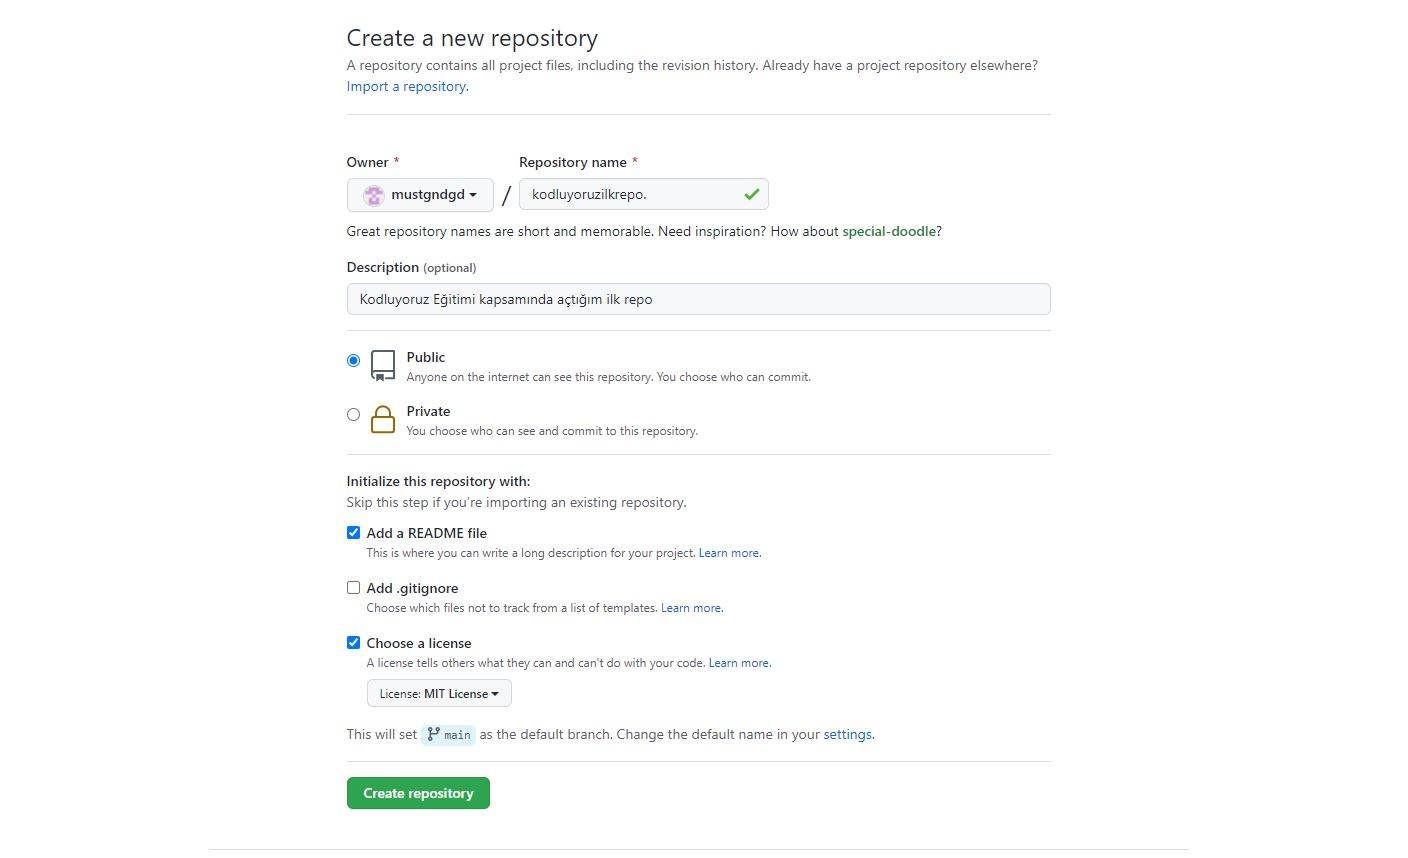 Create a new repository
A repository contains all project files, including the revision history. Already have a project repository elsewhere?
Import a repository.
Owner *
Repository name *
mustgndgd
/
kodluyoruzilkrepo.
Great repository names are short and memorable. Need inspiration? How about special-doodle?
Description (optional)
Kodluyoruz Eğitimi kapsamında açtığım ilk repo
Public
Anyone on the internet can see this repository. You choose who can commit.
Private
You choose who can see and commit to this repository.
Initialize this repository with:
Skip this step if you're importing an existing repository.
Add a README file
This is where you can write a long description for your project. Learn more.
Add .gitignore
Choose which files not to track from a list of templates. Learn more.
Choose a license
A license tells others what they can and can't do with your code. Learn more.
License: MIT License
This will set main as the default branch. Change the default name in your settings.
Create repository